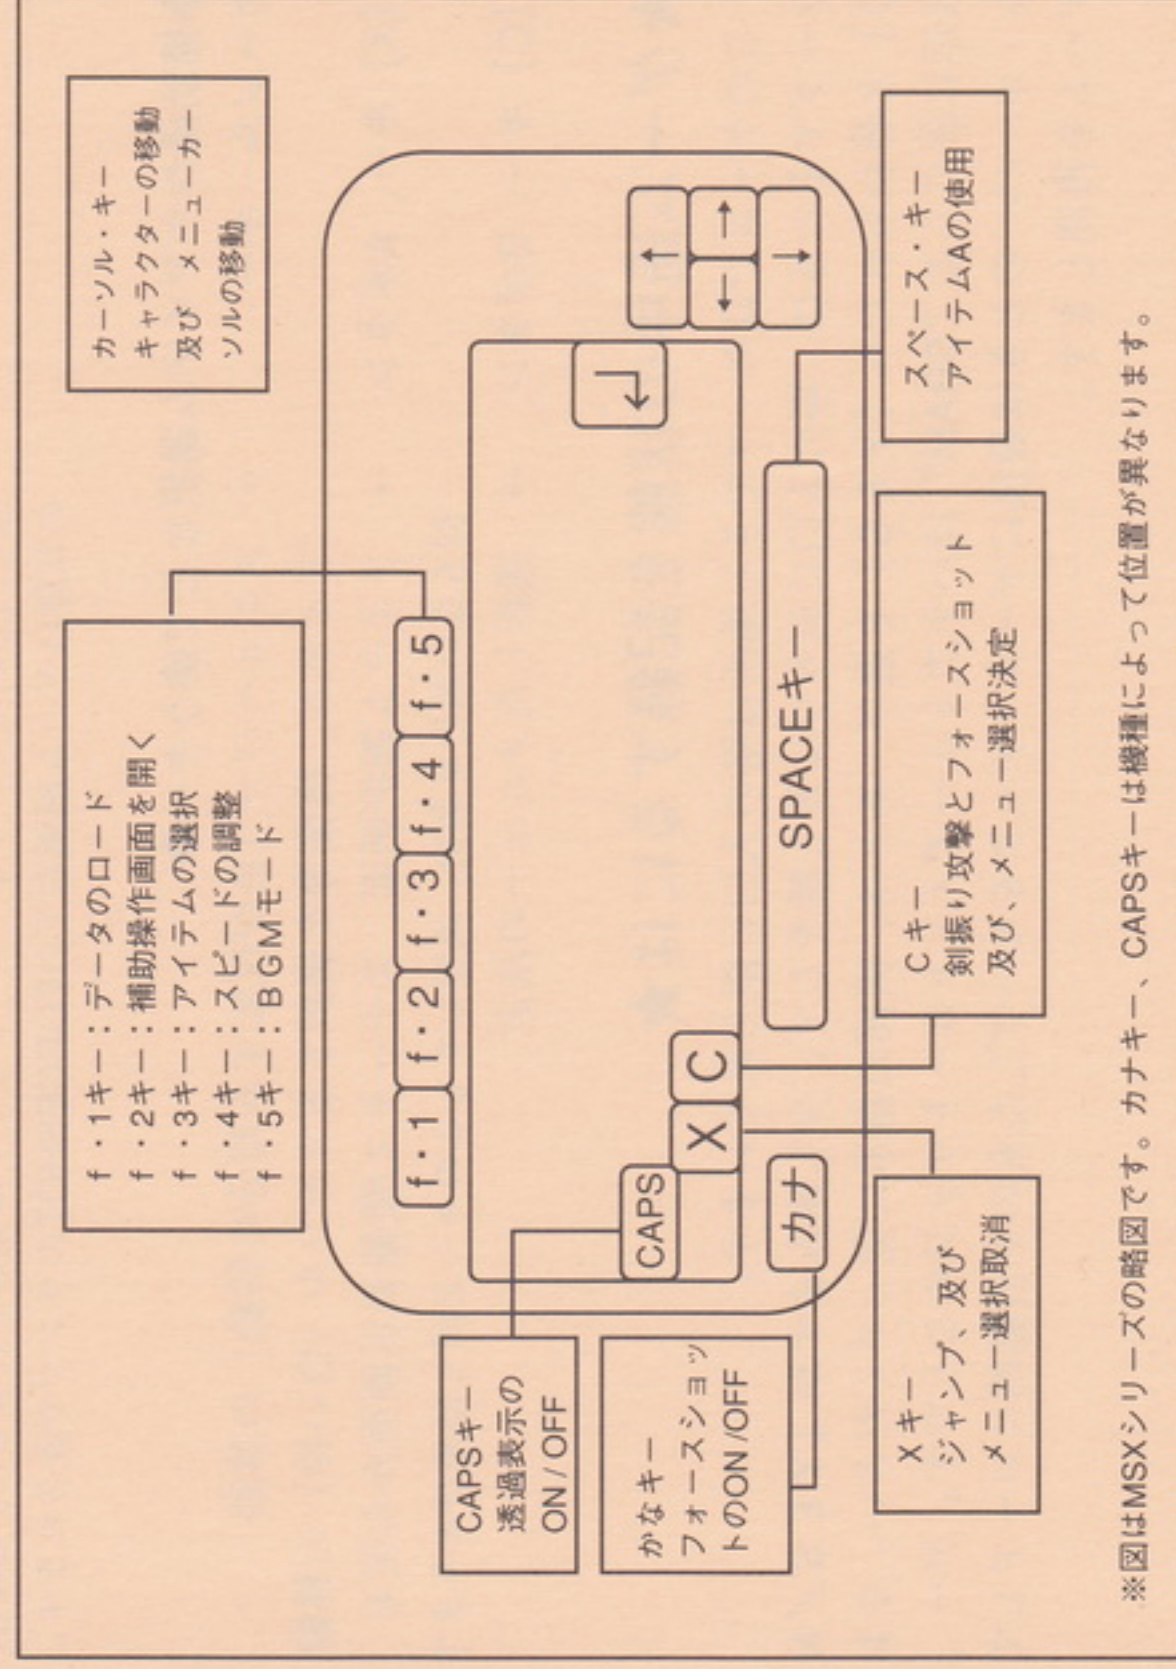 f・1キー：データのロード
f・2キー：補助操作画面を開く
f・3キー：アイテムの選択
f・4キー：スピードの調整
f・5キー：BGMモード
カーソル・キー
キャラクターの移動
及び　メニューカー
ソルの移動
f・1 f・2 f・3 f・4 f・5
CAPSキー
透過表示の
ON / OFF
かなキー
フォースショッ
トのON /OFF
CAPS
X C
カナ
SPACEキー
↵
↑
← →
↓
Xキー
ジャンプ、及び
メニュー選択取消
Cキー
剣振り攻撃とフォースショット
及び、メニュー選択決定
スペース・キー
アイテムAの使用
※図はMSXシリーズの略図です。カナキー、CAPSキーは機種によって位置が異なります。